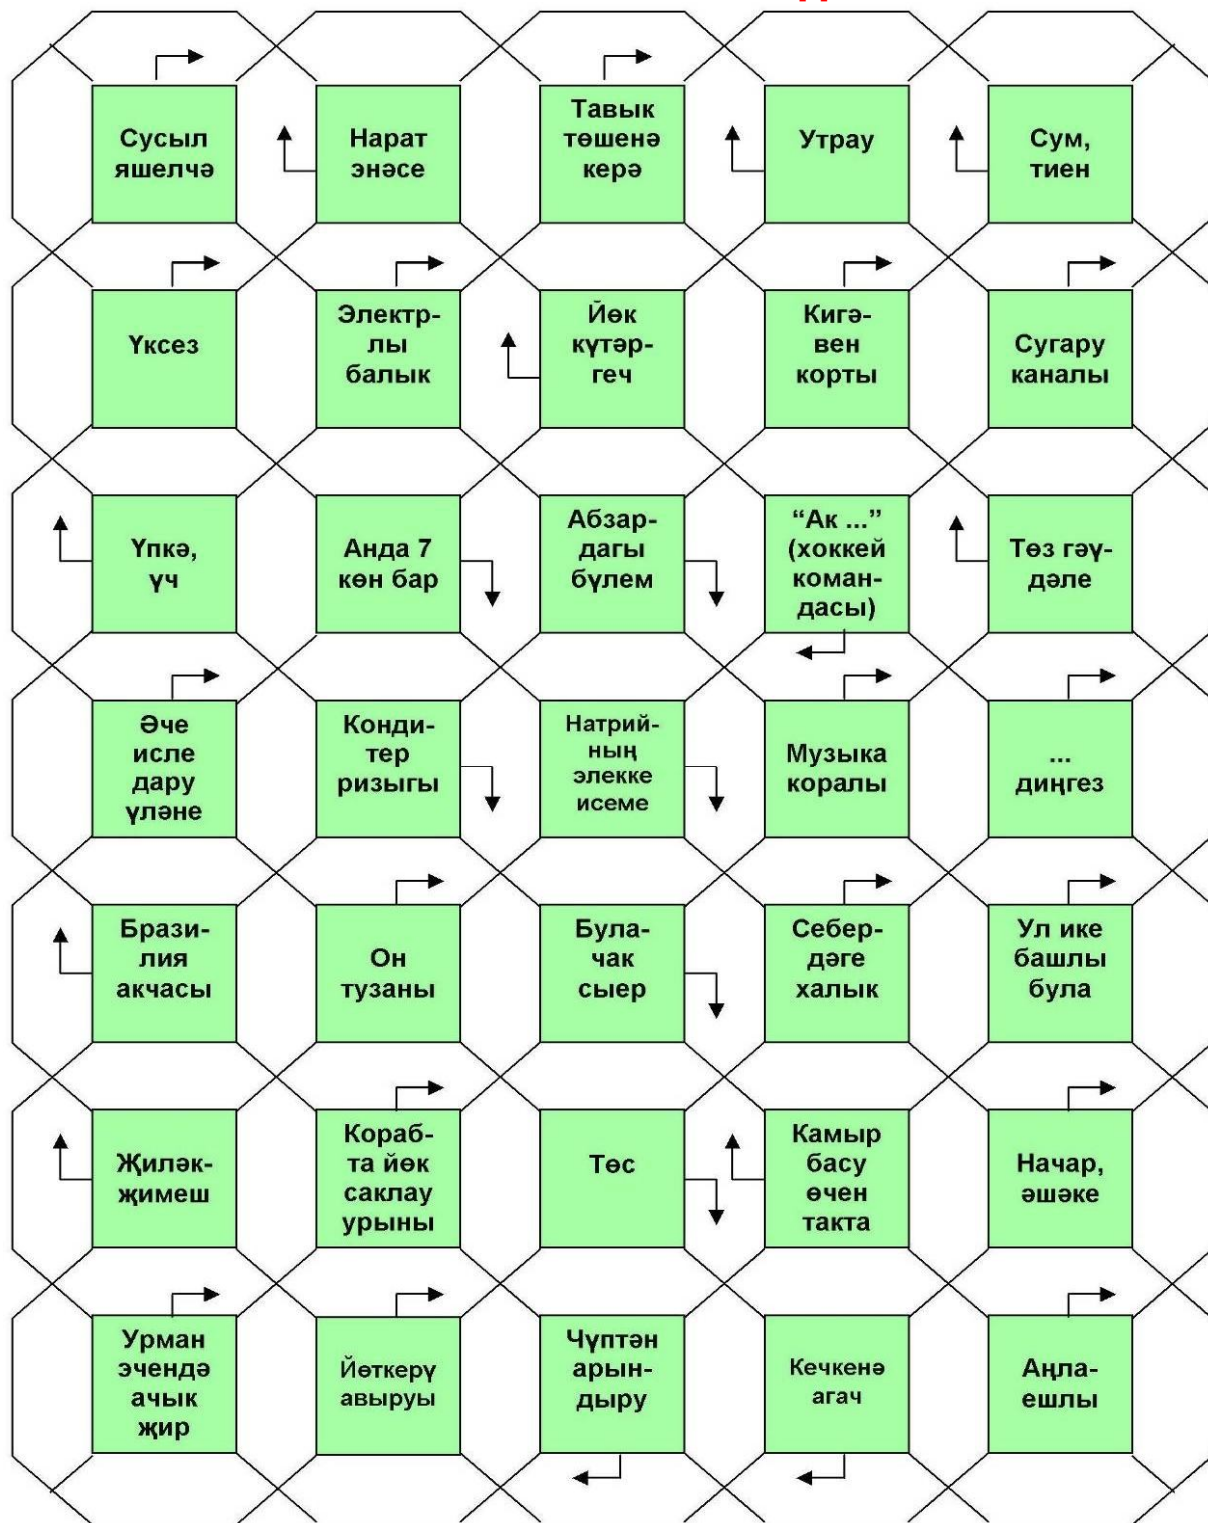 Сусыл
яшелчә
Нарат
энәсе
Тавык
төшенә
керә
Утрау
Сум,
тиен
Үксез
Электр-
лы
балык
Йөк
күтәр-
геч
Кигә-
вен
корты
Сугару
каналы
Үпкә,
үч
Анда 7
көн бар
Абзар-
дагы
бүлем
“Ак ...”
(хоккей
коман-
дасы)
Төз гәү-
дәле
Әче
исле
дару
үләне
Конди-
тер
ризыгы
Натрий-
ның
элекке
исеме
Музыка
коралы
...
диңгез
Брази-
лия
акчасы
Он
тузаны
Була-
чак
сыер
Себер-
дәге
халык
Ул ике
башлы
була
Җиләк-
җимеш
Кораб-
та йөк
саклау
урыны
Төс
Камыр
басу
өчен
такта
Начар,
әшәке
Урман
эчендә
ачык
җир
Йөткерү
авыруы
Чүптән
арын-
дыру
Кечкенә
агач
Аңла-
ешлы